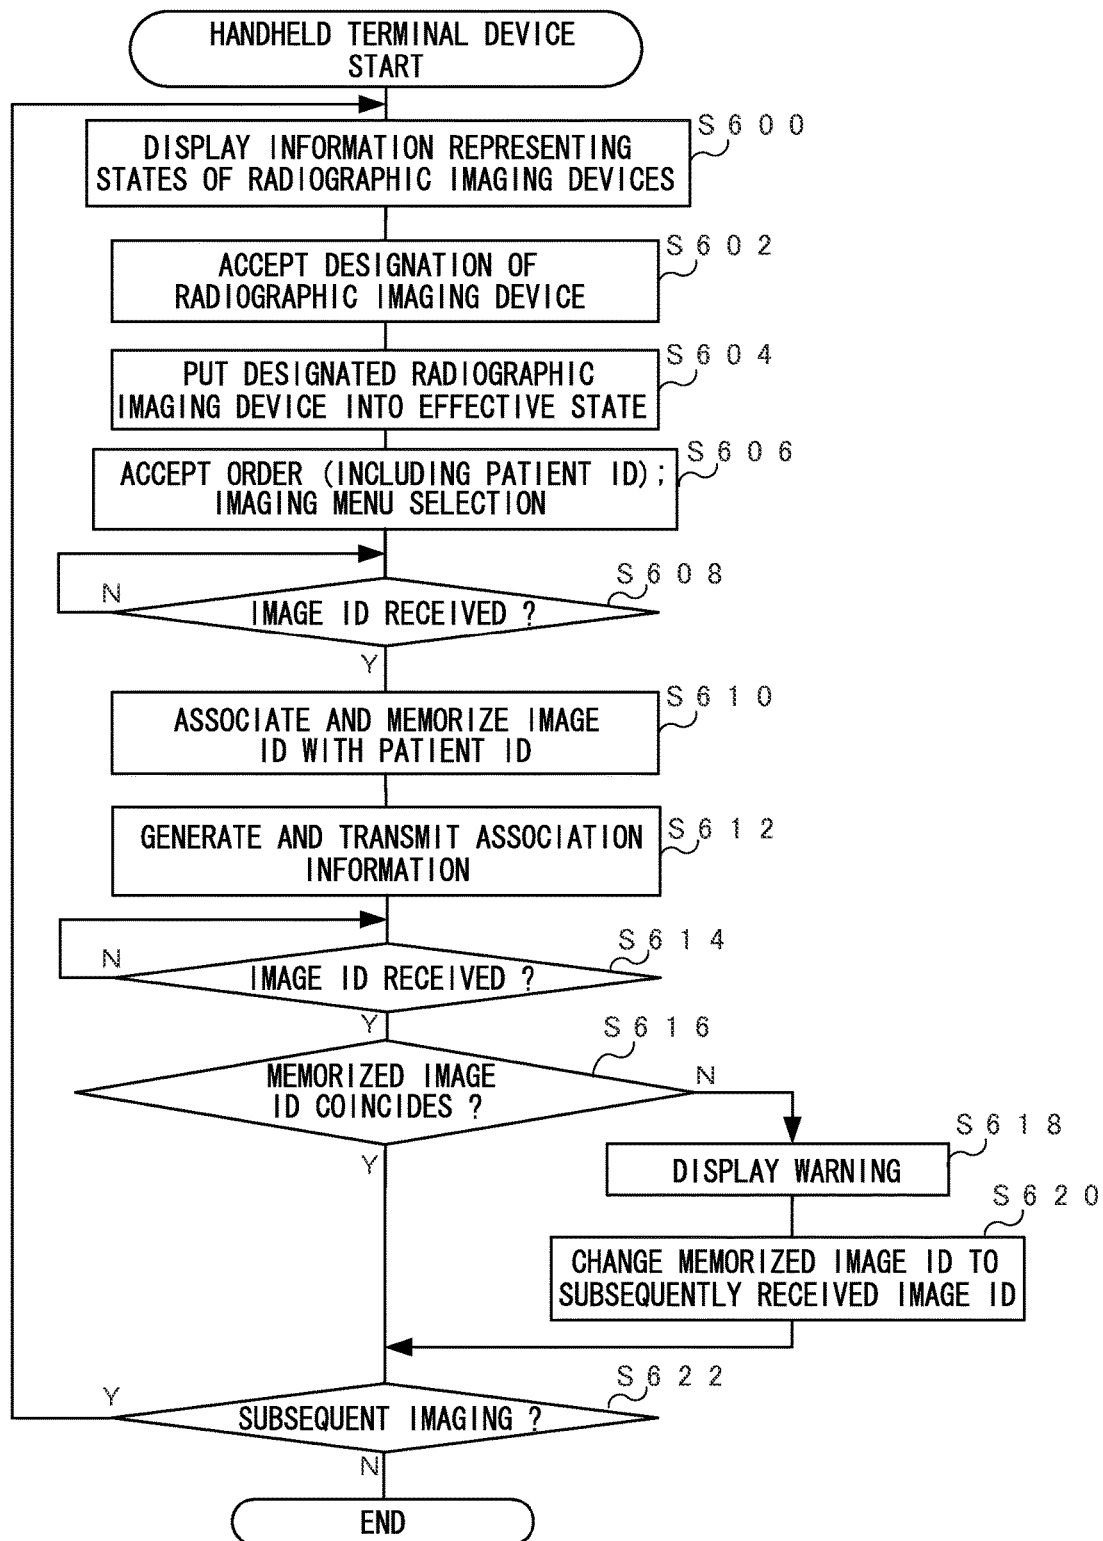 HANDHELD TERMINAL DEVICE
START
S600
DISPLAY INFORMATION REPRESENTING
STATES OF RADIOGRAPHIC IMAGING DEVICES
S602
ACCEPT DESIGNATION OF
RADIOGRAPHIC IMAGING DEVICE
S604
PUT DESIGNATED RADIOGRAPHIC
IMAGING DEVICE INTO EFFECTIVE STATE
S606
ACCEPT ORDER (INCLUDING PATIENT ID);
IMAGING MENU SELECTION
S608
N
IMAGE ID RECEIVED ?
Y
S610
ASSOCIATE AND MEMORIZE IMAGE
ID WITH PATIENT ID
S612
GENERATE AND TRANSMIT ASSOCIATION
INFORMATION
S614
N
IMAGE ID RECEIVED ?
Y
S616
MEMORIZED IMAGE
ID COINCIDES ?
N
Y
S618
DISPLAY WARNING
S620
CHANGE MEMORIZED IMAGE ID TO
SUBSEQUENTLY RECEIVED IMAGE ID
S622
Y
SUBSEQUENT IMAGING ?
N
END